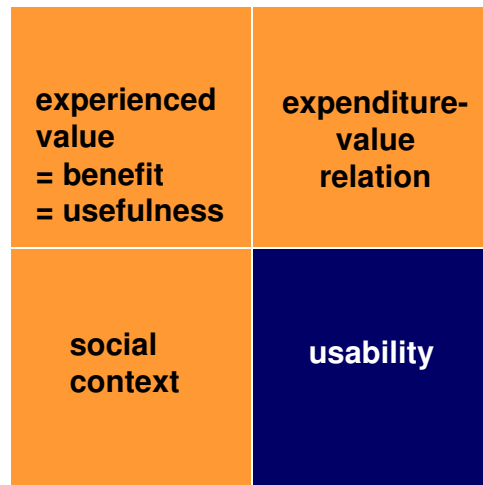 experienced
value
= benefit
= usefulness
expenditure-
value
relation
social
context
usability